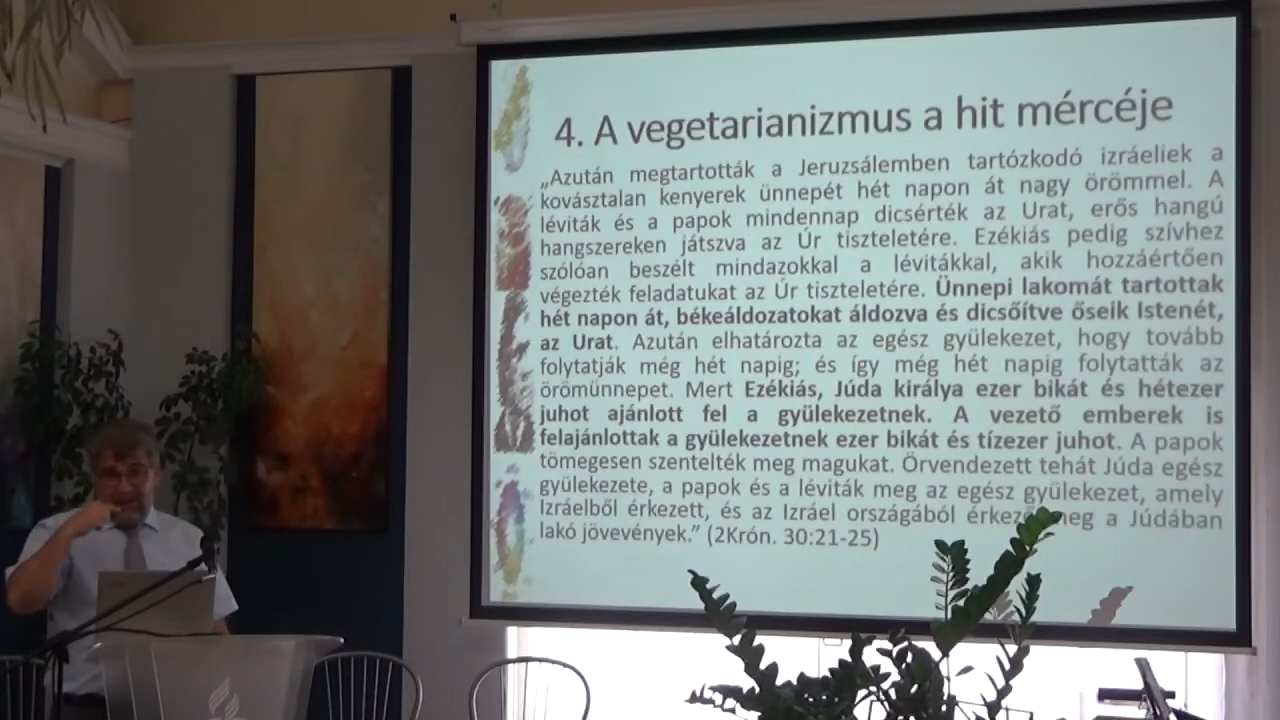 4. A vegetarianizmus a hit mércéje
„Azután megtartották a Jeruzsálemben tartózkodó izráeliek a
kovásztalan kenyerek ünnepét hét napon át nagy örömmel. A
léviták és a papok mindennap dicsérték az Urat, erős hangú
hangszereken játszva az Úr tiszteletére. Ezékiás pedig szívhez
szólóan beszélt mindazokkal a lévitákkal, akik hozzáértően
végezték feladatukat az Úr tiszteletére. Ünnepi lakomát tartottak
hét napon át, békeáldozatokat áldozva és dicsőítve őseik Istenét,
az Urat. Azután elhatározta az egész gyülekezet, hogy tovább
folytatják még hét napig; és így még hét napig folytatták az
örömünnepet. Mert Ezékiás, Júda királya ezer bikát és hétezer
juhot ajánlott fel a gyülekezetnek. A vezető emberek is
felajánlottak a gyülekezetnek ezer bikát és tízezer juhot. A papok
tömegesen szentelték meg magukat. Örvendezett tehát Júda egész
gyülekezete, a papok és a léviták meg az egész gyülekezet, amely
Izráelből érkezett, és az Izráel országából meg a Júdában
lakó jövevények.” (2Krón. 30:21-25)